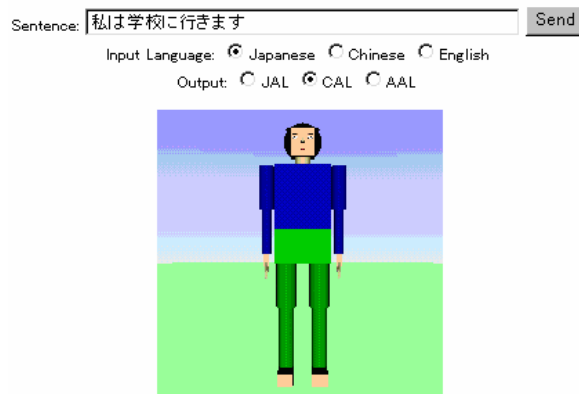 Sentence: 私は学校に行きます Send
Input Language: Japanese Chinese English
Output: JAL CAL AAL